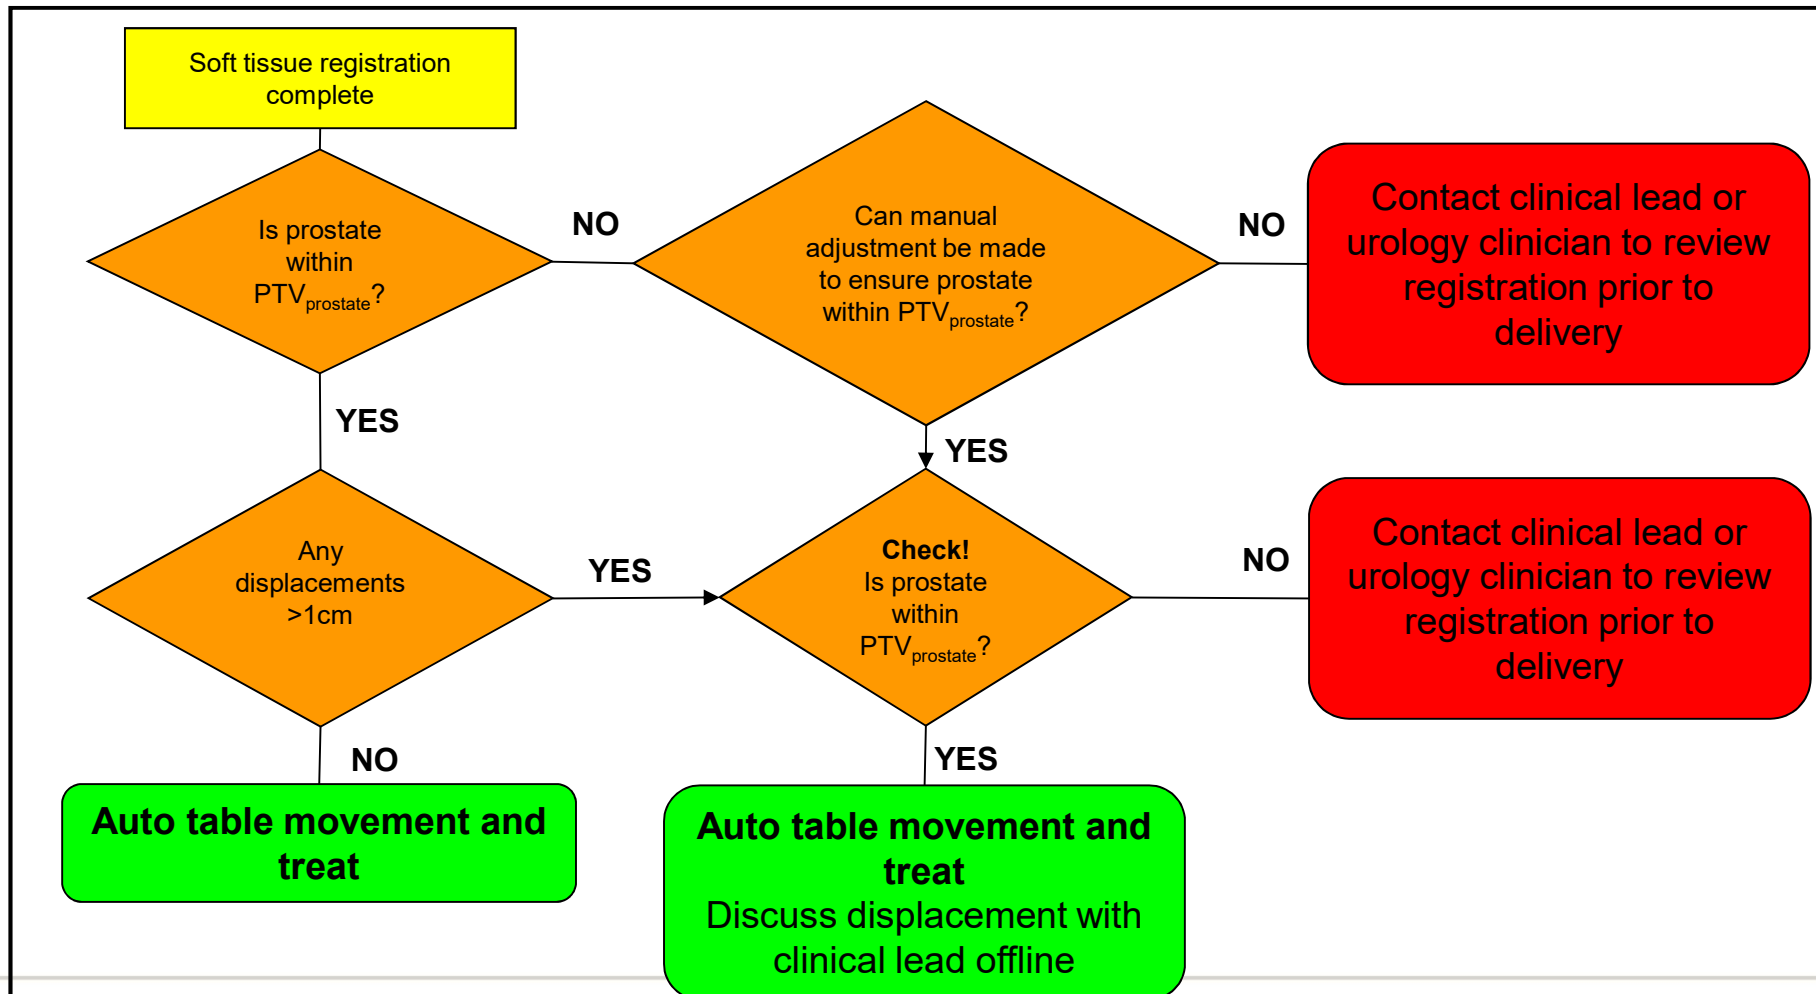 Soft tissue registration
complete
Is prostate
within
PTVprostate?
NO
Can manual
adjustment be made
to ensure prostate
within PTVprostate?
NO
Contact clinical lead or
urology clinician to review
registration prior to
delivery
YES
YES
Any
displacements
>1cm
YES
Check!
Is prostate
within
PTVprostate?
NO
Contact clinical lead or
urology clinician to review
registration prior to
delivery
NO
YES
Auto table movement and
treat
Auto table movement and
treat
Discuss displacement with
clinical lead offline